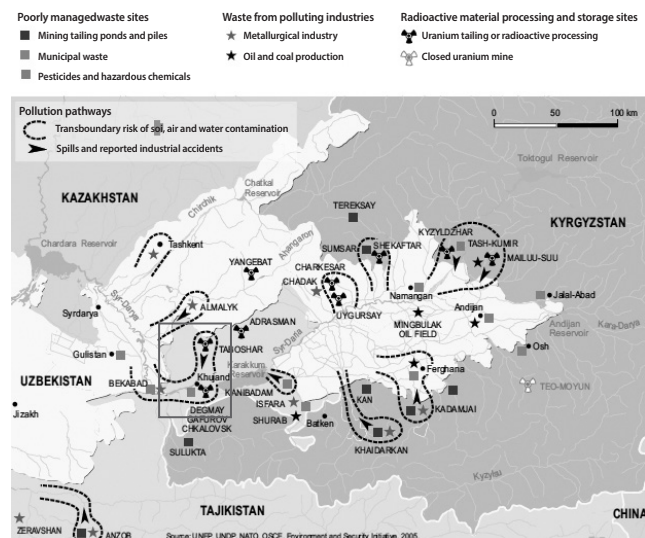 Poorly managedwaste sites
Mining tailing ponds and piles
Municipal waste
Pesticides and hazardous chemicals
Waste from polluting industries
Metallurgical industry
Oil and coal production
Radioactive material processing and storage sites
Uranium tailing or radioactive processing
Closed uranium mine
Pollution pathways
Transboundary risk of soi, air and water contamination
Spills and reported industrial accidents
0 50 100 km
Toktogul Reservoir
KAZAKHSTAN
Chatkal
Reservoir
Chirchik
TEREKSAY
KYRGYZSTAN
Chardara Reservoir
Tashkent
Abangaron
SUMSAR
SHEKAFTAR
KYZYLDZHAR
TASH-KUMIR
MAILUU-SUU
YANGEBAT
CHARKESAR
CHADAK
Namangan
Jalal-Abad
Syr-Darya
Syrdarya
ALMALYK
UYGURSAY
MINGBULAK
OIL FIELD
Andijan
Andijan
Reservoir
Kara-Darya
ADRASMAN
Syr-Daria
TABOSHAR
Gulistan
Karakkum
Reservoir
Osh
Ferghana
UZBEKISTAN
BEKABAD
Khujand
KANIBADAM
KAN
TEO-MOYUN
Jizakh
DEGMAY
GAFUROV
CHKALOVSK
ISFARA
SHURAB
Batken
KADAMJAI
SULUKTA
KHAIDARKAN
Kyzylsu
TAJIKISTAN
CHINA
ZERAVSHAN
ANZOB
Source: UNEP, UNDP, NATO, OSCE, Environment and Security Initiative, 2005